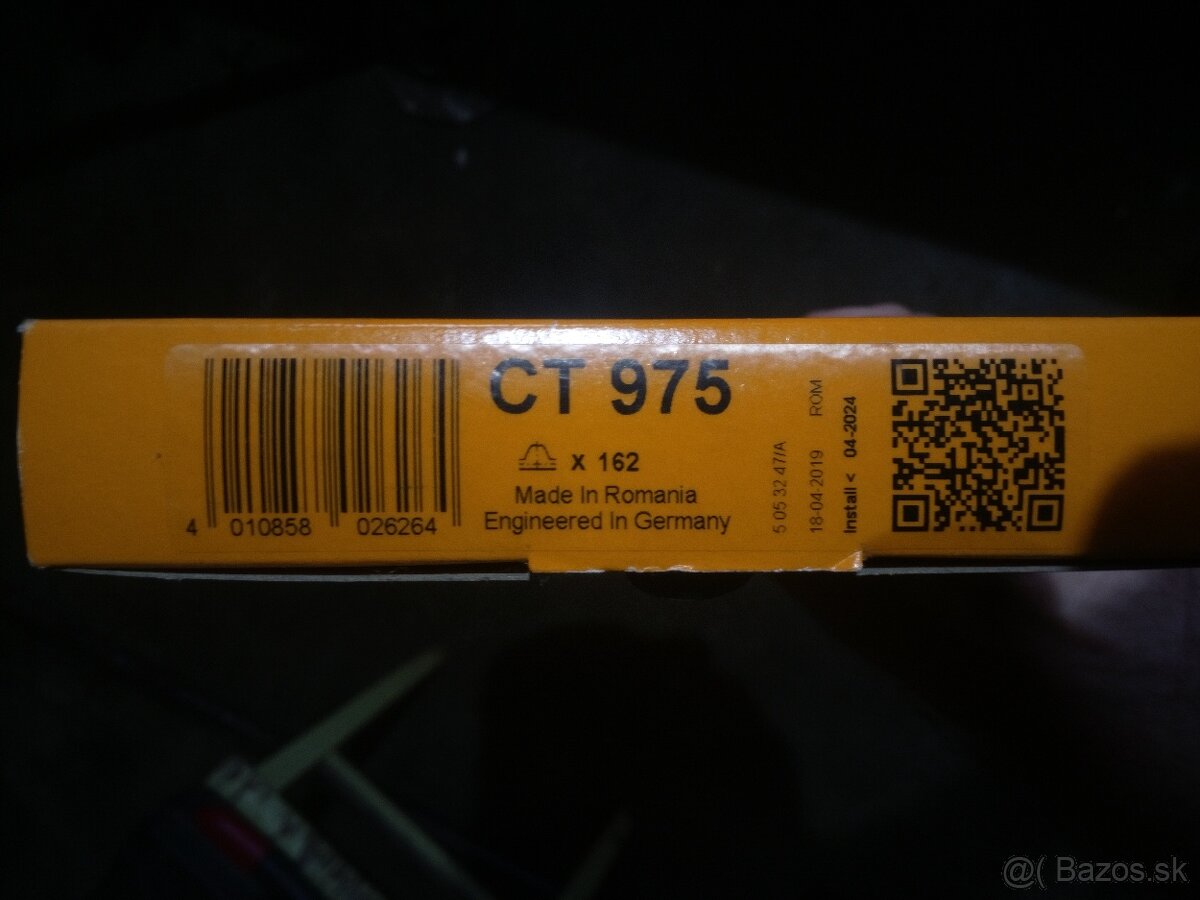 CT 975
x 162
Made In Romania
Engineered In Germany
4 010858 026264
5 05 32 47/A
18-04-2019 ROM
Install < 04-2024
@( Bazos.sk